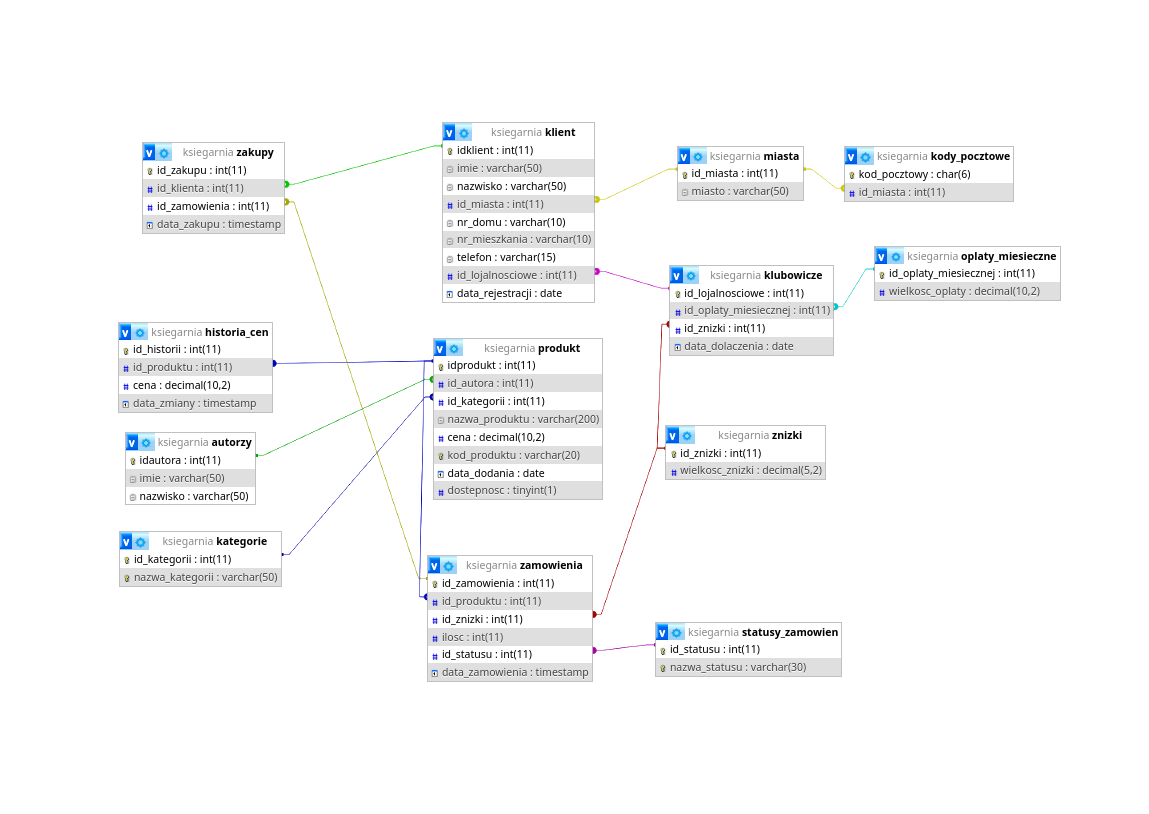 ksiegarnia zakupy
id_zakupu : int(11)
id_klienta : int(11)
id_zamowienia : int(11)
data_zakupu : timestamp
ksiegarnia klient
idklient : int(11)
imie : varchar(50)
nazwisko : varchar(50)
id_miasta : int(11)
nr_domu : varchar(10)
nr_mieszkania : varchar(10)
telefon : varchar(15)
id_lojalnosciowe : int(11)
data_rejestracji : date
ksiegarnia miasta
id_miasta : int(11)
miasto : varchar(50)
ksiegarnia kody_pocztowe
kod_pocztowy : char(6)
id_miasta : int(11)
ksiegarnia klubowicze
id_lojalnosciowe : int(11)
id_oplaty_miesiecznej : int(11)
id_znizki : int(11)
data_dolaczenia : date
ksiegarnia oplaty_miesieczne
id_oplaty_miesiecznej : int(11)
wielkosc_oplaty : decimal(10,2)
ksiegarnia historia_cen
id_historii : int(11)
id_produktu : int(11)
cena : decimal(10,2)
data_zmiany : timestamp
ksiegarnia produkt
idprodukt : int(11)
id_autora : int(11)
id_kategorii : int(11)
nazwa_produktu : varchar(200)
cena : decimal(10,2)
kod_produktu : varchar(20)
data_dodania : date
dostepnosc : tinyint(1)
ksiegarnia autorzy
idautora : int(11)
imie : varchar(50)
nazwisko : varchar(50)
ksiegarnia znizki
id_znizki : int(11)
wielkosc_znizki : decimal(5,2)
ksiegarnia kategorie
id_kategorii : int(11)
nazwa_kategorii : varchar(50)
ksiegarnia zamowienia
id_zamowienia : int(11)
id_produktu : int(11)
id_znizki : int(11)
ilosc : int(11)
id_statusu : int(11)
data_zamowienia : timestamp
ksiegarnia statusy_zamowien
id_statusu : int(11)
nazwa_statusu : varchar(30)